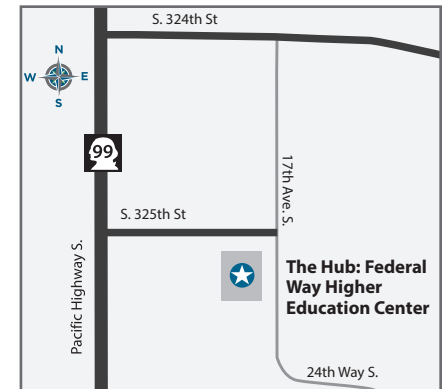 S. 324th St
N
W
E
S
99
17th Ave. S.
S. 325th St
Pacific Highway S.
The Hub: Federal
Way Higher
Education Center
24th Way S.